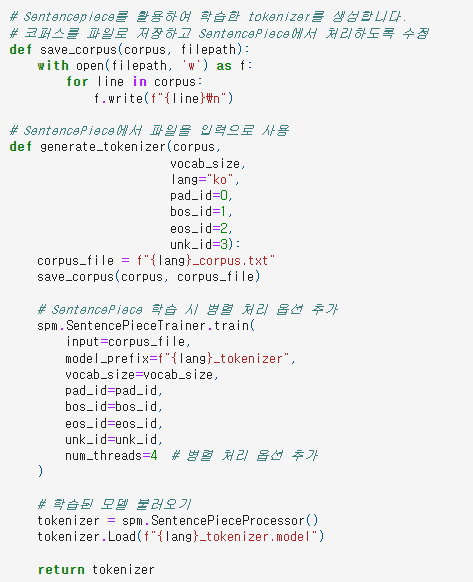 # Sentencepiece를 활용하여 학습한 tokenizer를 생성합니다.
# 코퍼스를 파일로 저장하고 SentencePiece에서 처리하도록 수정
def save_corpus(corpus, filepath):
    with open(filepath, 'w') as f:
        for line in corpus:
            f.write(f"{line}₩n")

# SentencePiece에서 파일을 입력으로 사용
def generate_tokenizer(corpus,
                       vocab_size,
                       lang="ko",
                       pad_id=0,
                       bos_id=1,
                       eos_id=2,
                       unk_id=3):
    corpus_file = f"{lang}_corpus.txt"
    save_corpus(corpus, corpus_file)

    # SentencePiece 학습 시 병렬 처리 옵션 추가
    spm.SentencePieceTrainer.train(
        input=corpus_file,
        model_prefix=f"{lang}_tokenizer",
        vocab_size=vocab_size,
        pad_id=pad_id,
        bos_id=bos_id,
        eos_id=eos_id,
        unk_id=unk_id,
        num_threads=4  # 병렬 처리 옵션 추가
    )

    # 학습된 모델 불러오기
    tokenizer = spm.SentencePieceProcessor()
    tokenizer.Load(f"{lang}_tokenizer.model")

    return tokenizer